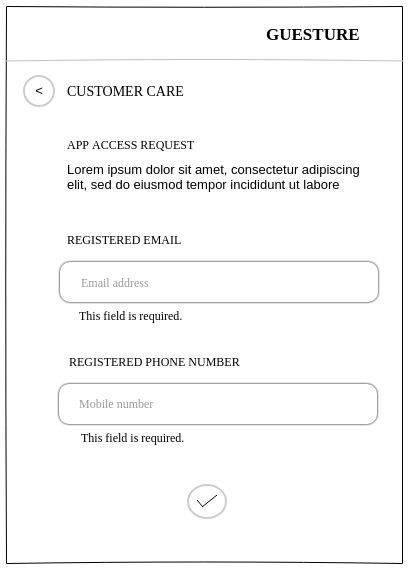 GUESTURE
< CUSTOMER CARE
APP ACCESS REQUEST
Lorem ipsum dolor sit amet, consectetur adipiscing
elit, sed do eiusmod tempor incididunt ut labore
REGISTERED EMAIL
Email address
This field is required.
REGISTERED PHONE NUMBER
Mobile number
This field is required.